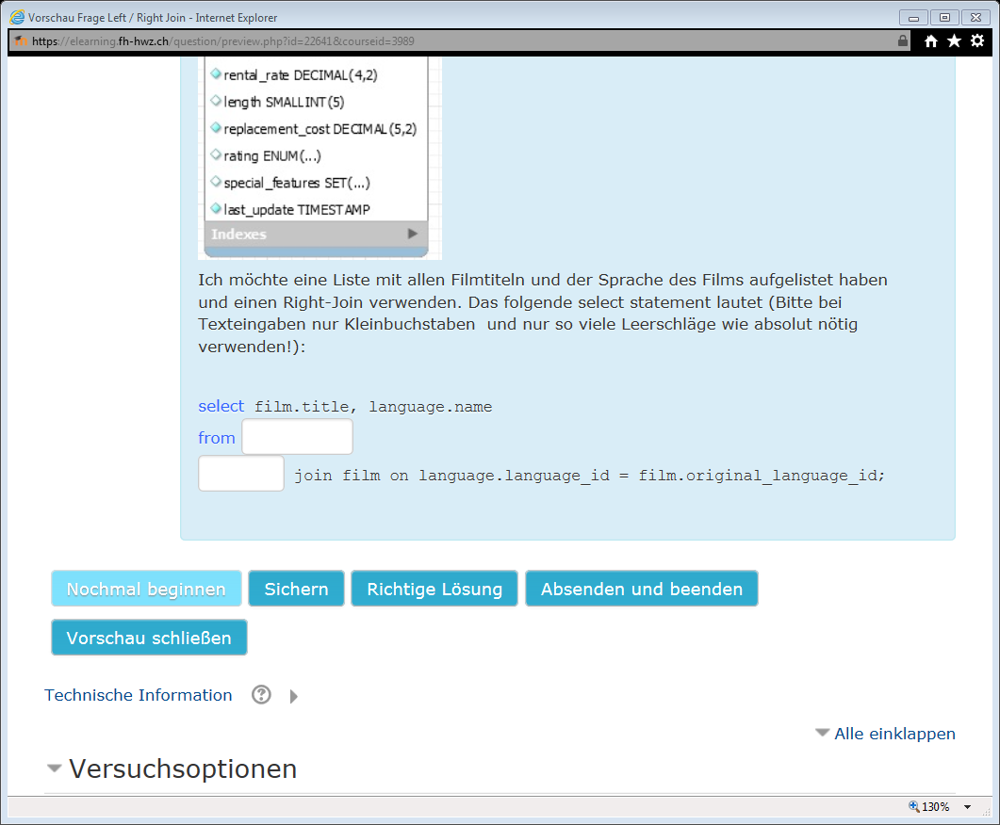 Vorschau Frage Left / Right Join - Internet Explorer
https://elearning.fh-hwz.ch/question/preview.php?id=22641&courseid=3989
rental_rate DECIMAL(4,2)
length SMALLINT(5)
replacement_cost DECIMAL(5,2)
rating ENUM(...)
special_features SET(...)
last_update TIMESTAMP
Indexes
Ich möchte eine Liste mit allen Filmtiteln und der Sprache des Films aufgelistet haben
und einen Right-Join verwenden. Das folgende select statement lautet (Bitte bei
Texteingaben nur Kleinbuchstaben und nur so viele Leerschläge wie absolut nötig
verwenden!):
select film.title, language.name
from
join film on language.language_id = film.original_language_id;
Nochmal beginnen Sichern Richtige Lösung Absenden und beenden
Vorschau schließen
Technische Information ?
Alle einklappen
Versuchsoptionen
130%